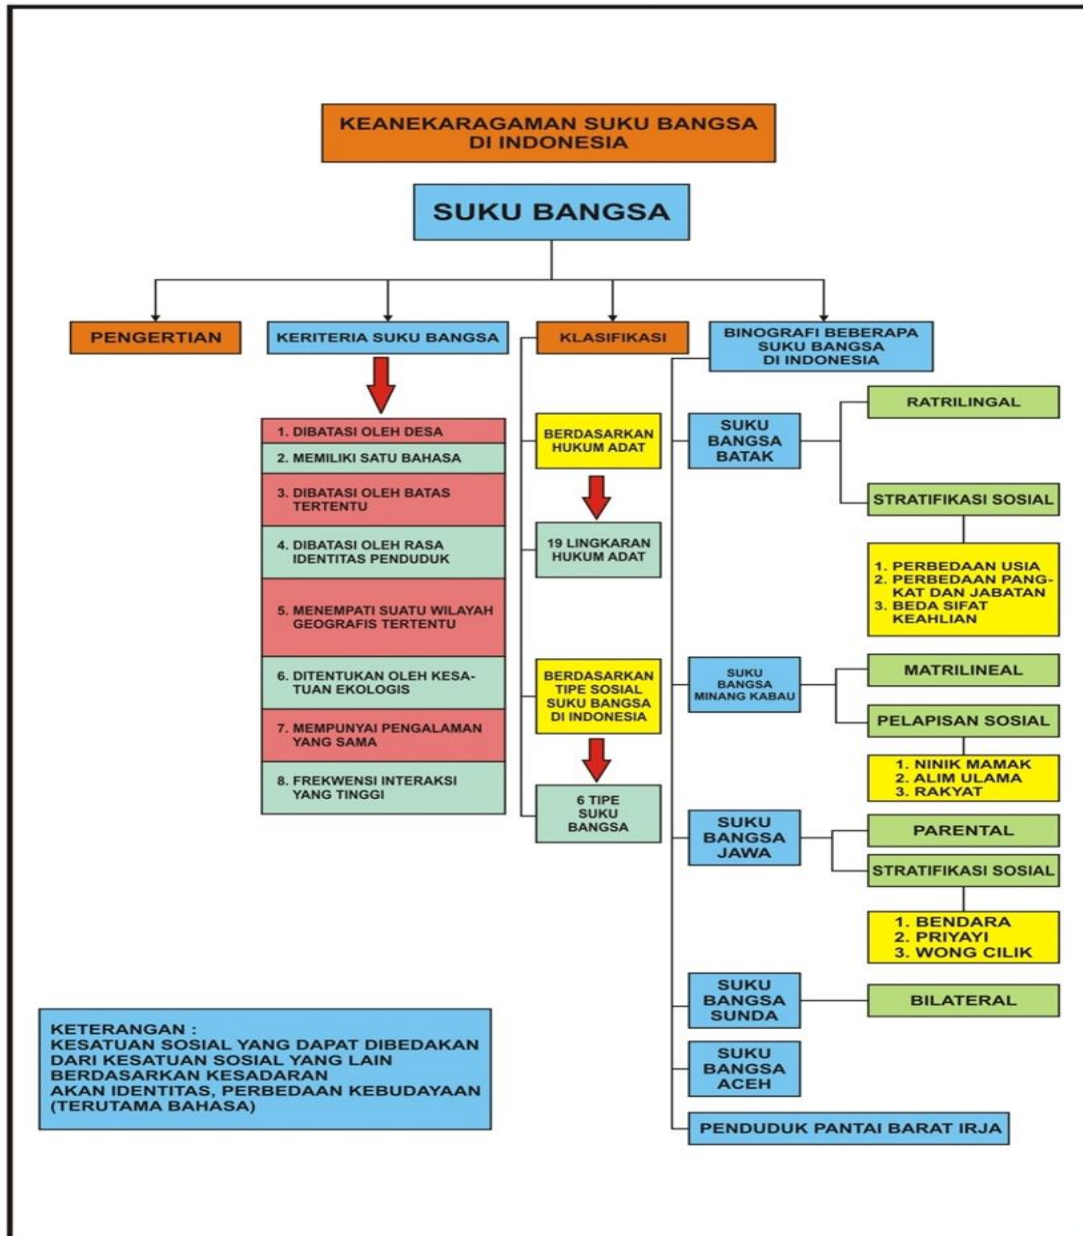 KEANEKARAGAMAN SUKU BANGSA
DI INDONESIA
SUKU BANGSA
PENGERTIAN
KERITERIA SUKU BANGSA
1. DIBATASI OLEH DESA
2. MEMILIKI SATU BAHASA
3. DIBATASI OLEH BATAS
TERTENTU
4. DIBATASI OLEH RASA
IDENTITAS PENDUDUK
5. MENEMPATI SUATU WILAYAH
GEOGRAFIS TERTENTU
6. DITENTUKAN OLEH KESA-
TUAN EKOLOGIS
7. MEMPUNYAI PENGALAMAN
YANG SAMA
8. FREKWENSI INTERAKSI
YANG TINGGI
KLASIFIKASI
BERDASARKAN
HUKUM ADAT
19 LINGKARAN
HUKUM ADAT
BERDASARKAN
TIPE SOSIAL
SUKU BANGSA
DI INDONESIA
6 TIPE
SUKU
BANGSA
BINOGRAFI BEBERAPA
SUKU BANGSA
DI INDONESIA
SUKU
BANGSA
BATAK
RATRILINGAL
STRATIFIKASI SOSIAL
1. PERBEDAAN USIA
2. PERBEDAAN PANG-
KAT DAN JABATAN
3. BEDA SIFAT
KEAHLIAN
SUKU
BANGSA
MINANG KABAU
MATRILINEAL
PELAPISAN SOSIAL
1. NINIK MAMAK
2. ALIM ULAMA
3. RAKYAT
SUKU
BANGSA
JAWA
PARENTAL
STRATIFIKASI SOSIAL
1. BENDARA
2. PRIYAYI
3. WONG CILIK
SUKU
BANGSA
SUNDA
BILATERAL
SUKU
BANGSA
ACEH
PENDUDUK PANTAI BARAT IRJA
KETERANGAN :
KESATUAN SOSIAL YANG DAPAT DIBEDAKAN
DARI KESATUAN SOSIAL YANG LAIN
BERDASARKAN KESADARAN
AKAN IDENTITAS, PERBEDAAN KEBUDAYAAN
(TERUTAMA BAHASA)